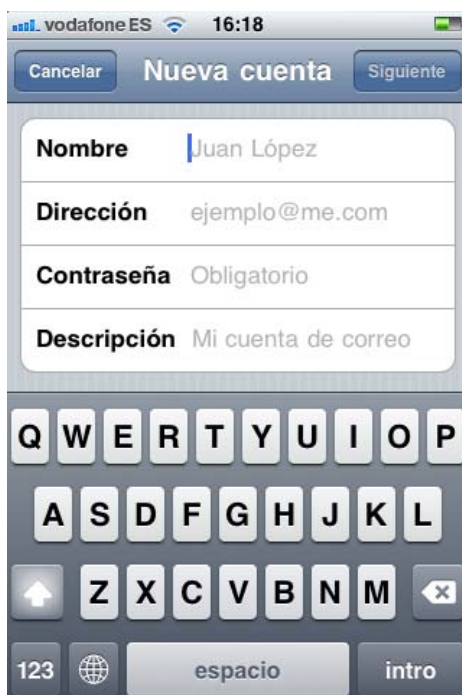 vodafone ES 16:18
Cancelar Nueva cuenta Siguiente
Nombre Juan López
Dirección ejemplo@me.com
Contraseña Obligatorio
Descripción Mi cuenta de correo
Q W E R T Y U I O P
A S D F G H J K L
Z X C V B N M
123 espacio intro